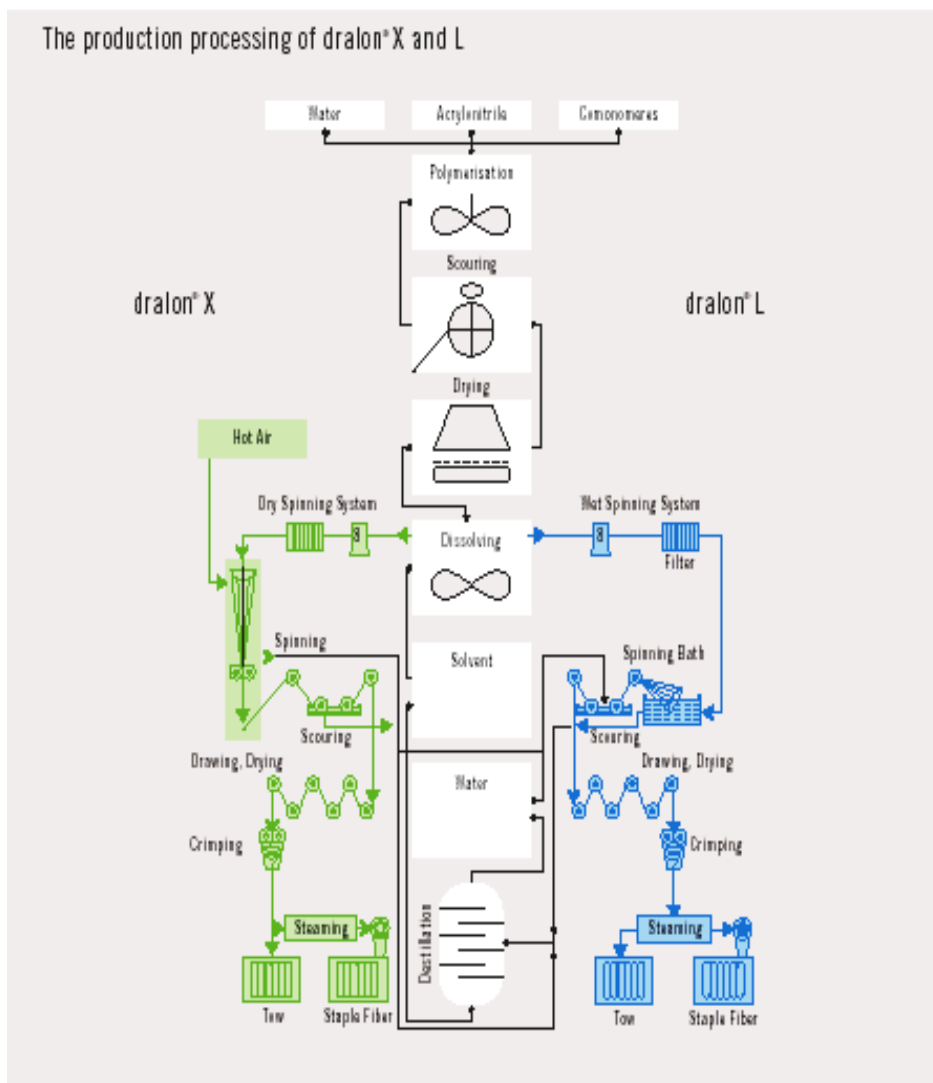 The production processing of dralon® X and L
Water
Acrylonitrile
Comonomeres
Polymerisation
Scouring
dralon® X
dralon® L
Drying
Hot Air
Dry Spinning System
Wet Spinning System
Dissolving
Filter
Spinning
Solvent
Spinning Bath
Scouring
Scouring
Drawing, Drying
Drawing, Drying
Water
Crimping
Crimping
Destillation
Steaming
Steaming
Tow
Staple Fiber
Tow
Staple Fiber